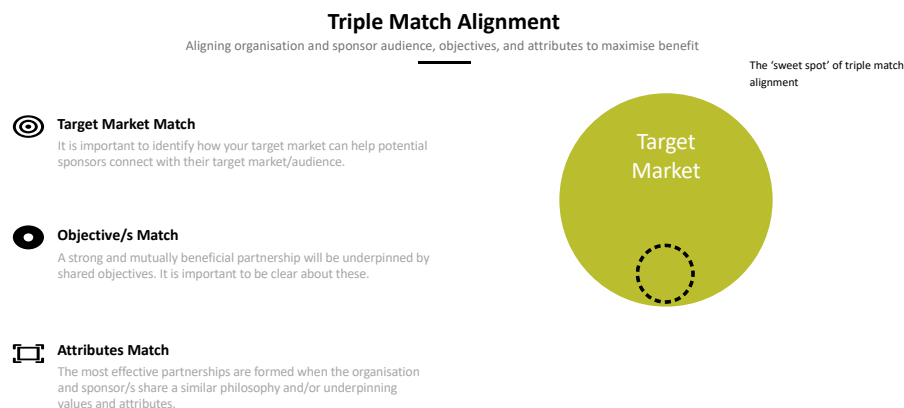 Triple Match Alignment
Aligning organisation and sponsor audience, objectives, and attributes to maximise benefit
The ‘sweet spot’ of triple match
alignment
Target Market Match
It is important to identify how your target market can help potential
sponsors connect with their target market/audience.
Objective/s Match
A strong and mutually beneficial partnership will be underpinned by
shared objectives. It is important to be clear about these.
Attributes Match
The most effective partnerships are formed when the organisation
and sponsor/s share a similar philosophy and/or underpinning
values and attributes.
Target
Market